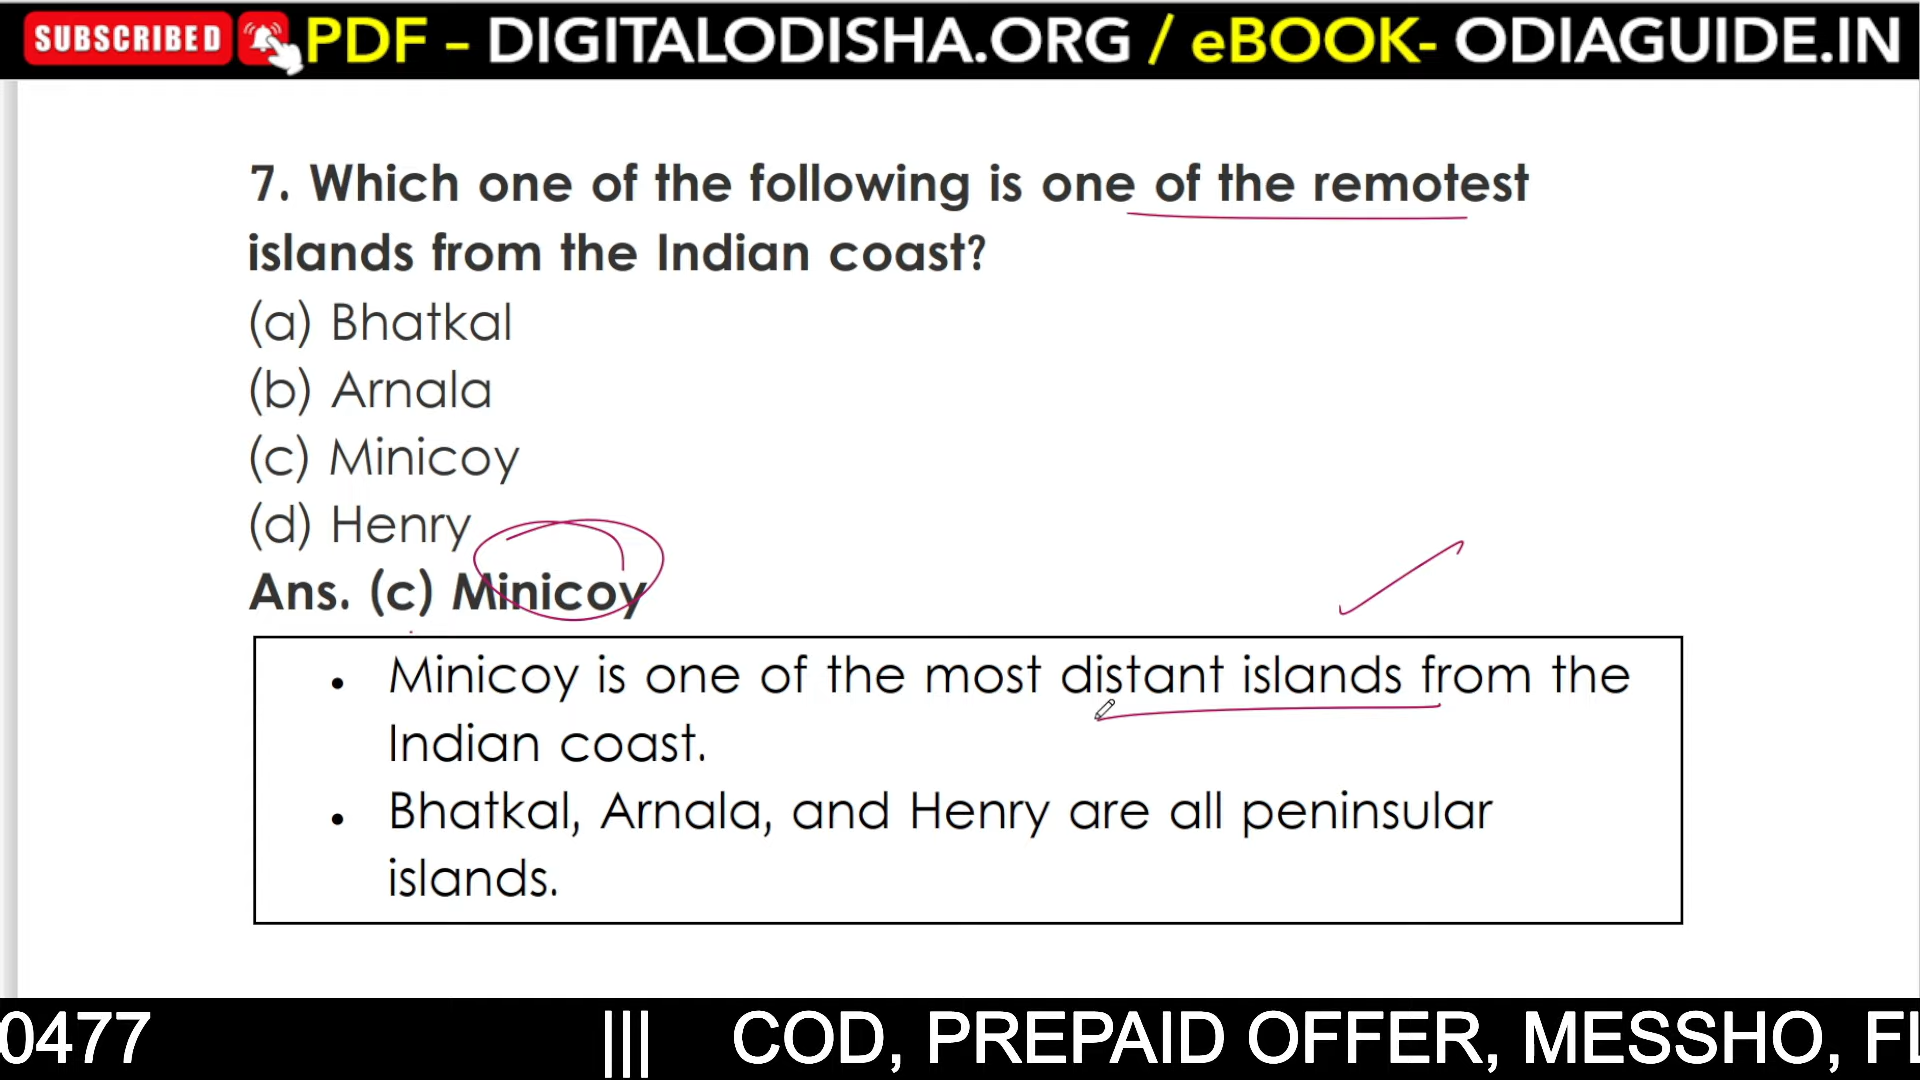 SUBSCRIBED PDF – DIGITALODISHA.ORG / eBOOK- ODIAGUIDE.IN
7. Which one of the following is one of the remotest
islands from the Indian coast?
(a) Bhatkal
(b) Arnala
(c) Minicoy
(d) Henry
Ans. (c) Minicoy
• Minicoy is one of the most distant islands from the
Indian coast.
• Bhatkal, Arnala, and Henry are all peninsular
islands.
0477 ||| COD, PREPAID OFFER, MESSHO, FL